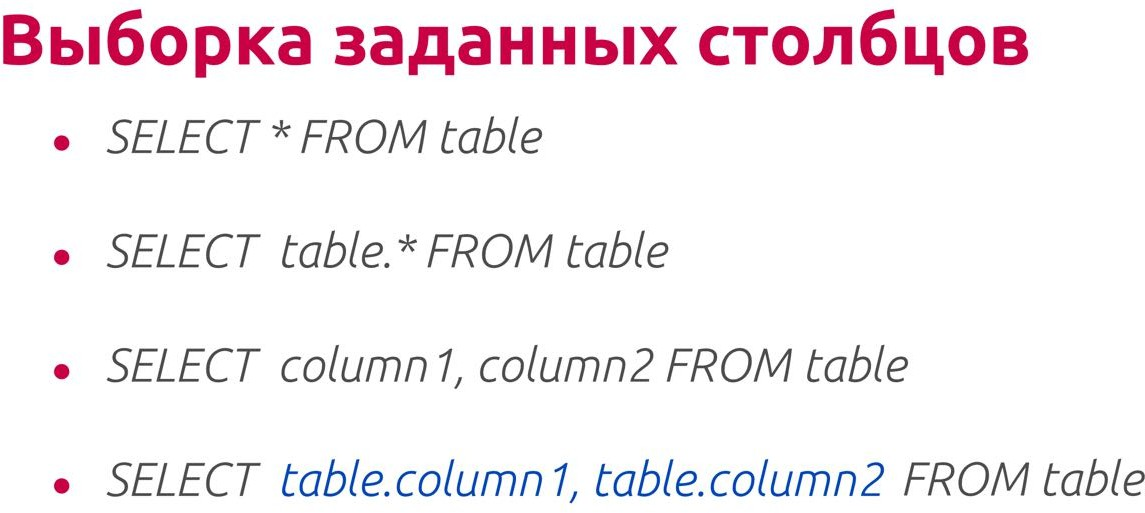 Выборка заданных столбцов
• SELECT * FROM table
• SELECT table.* FROM table
• SELECT column1, column2 FROM table
• SELECT table.column1, table.column2 FROM table